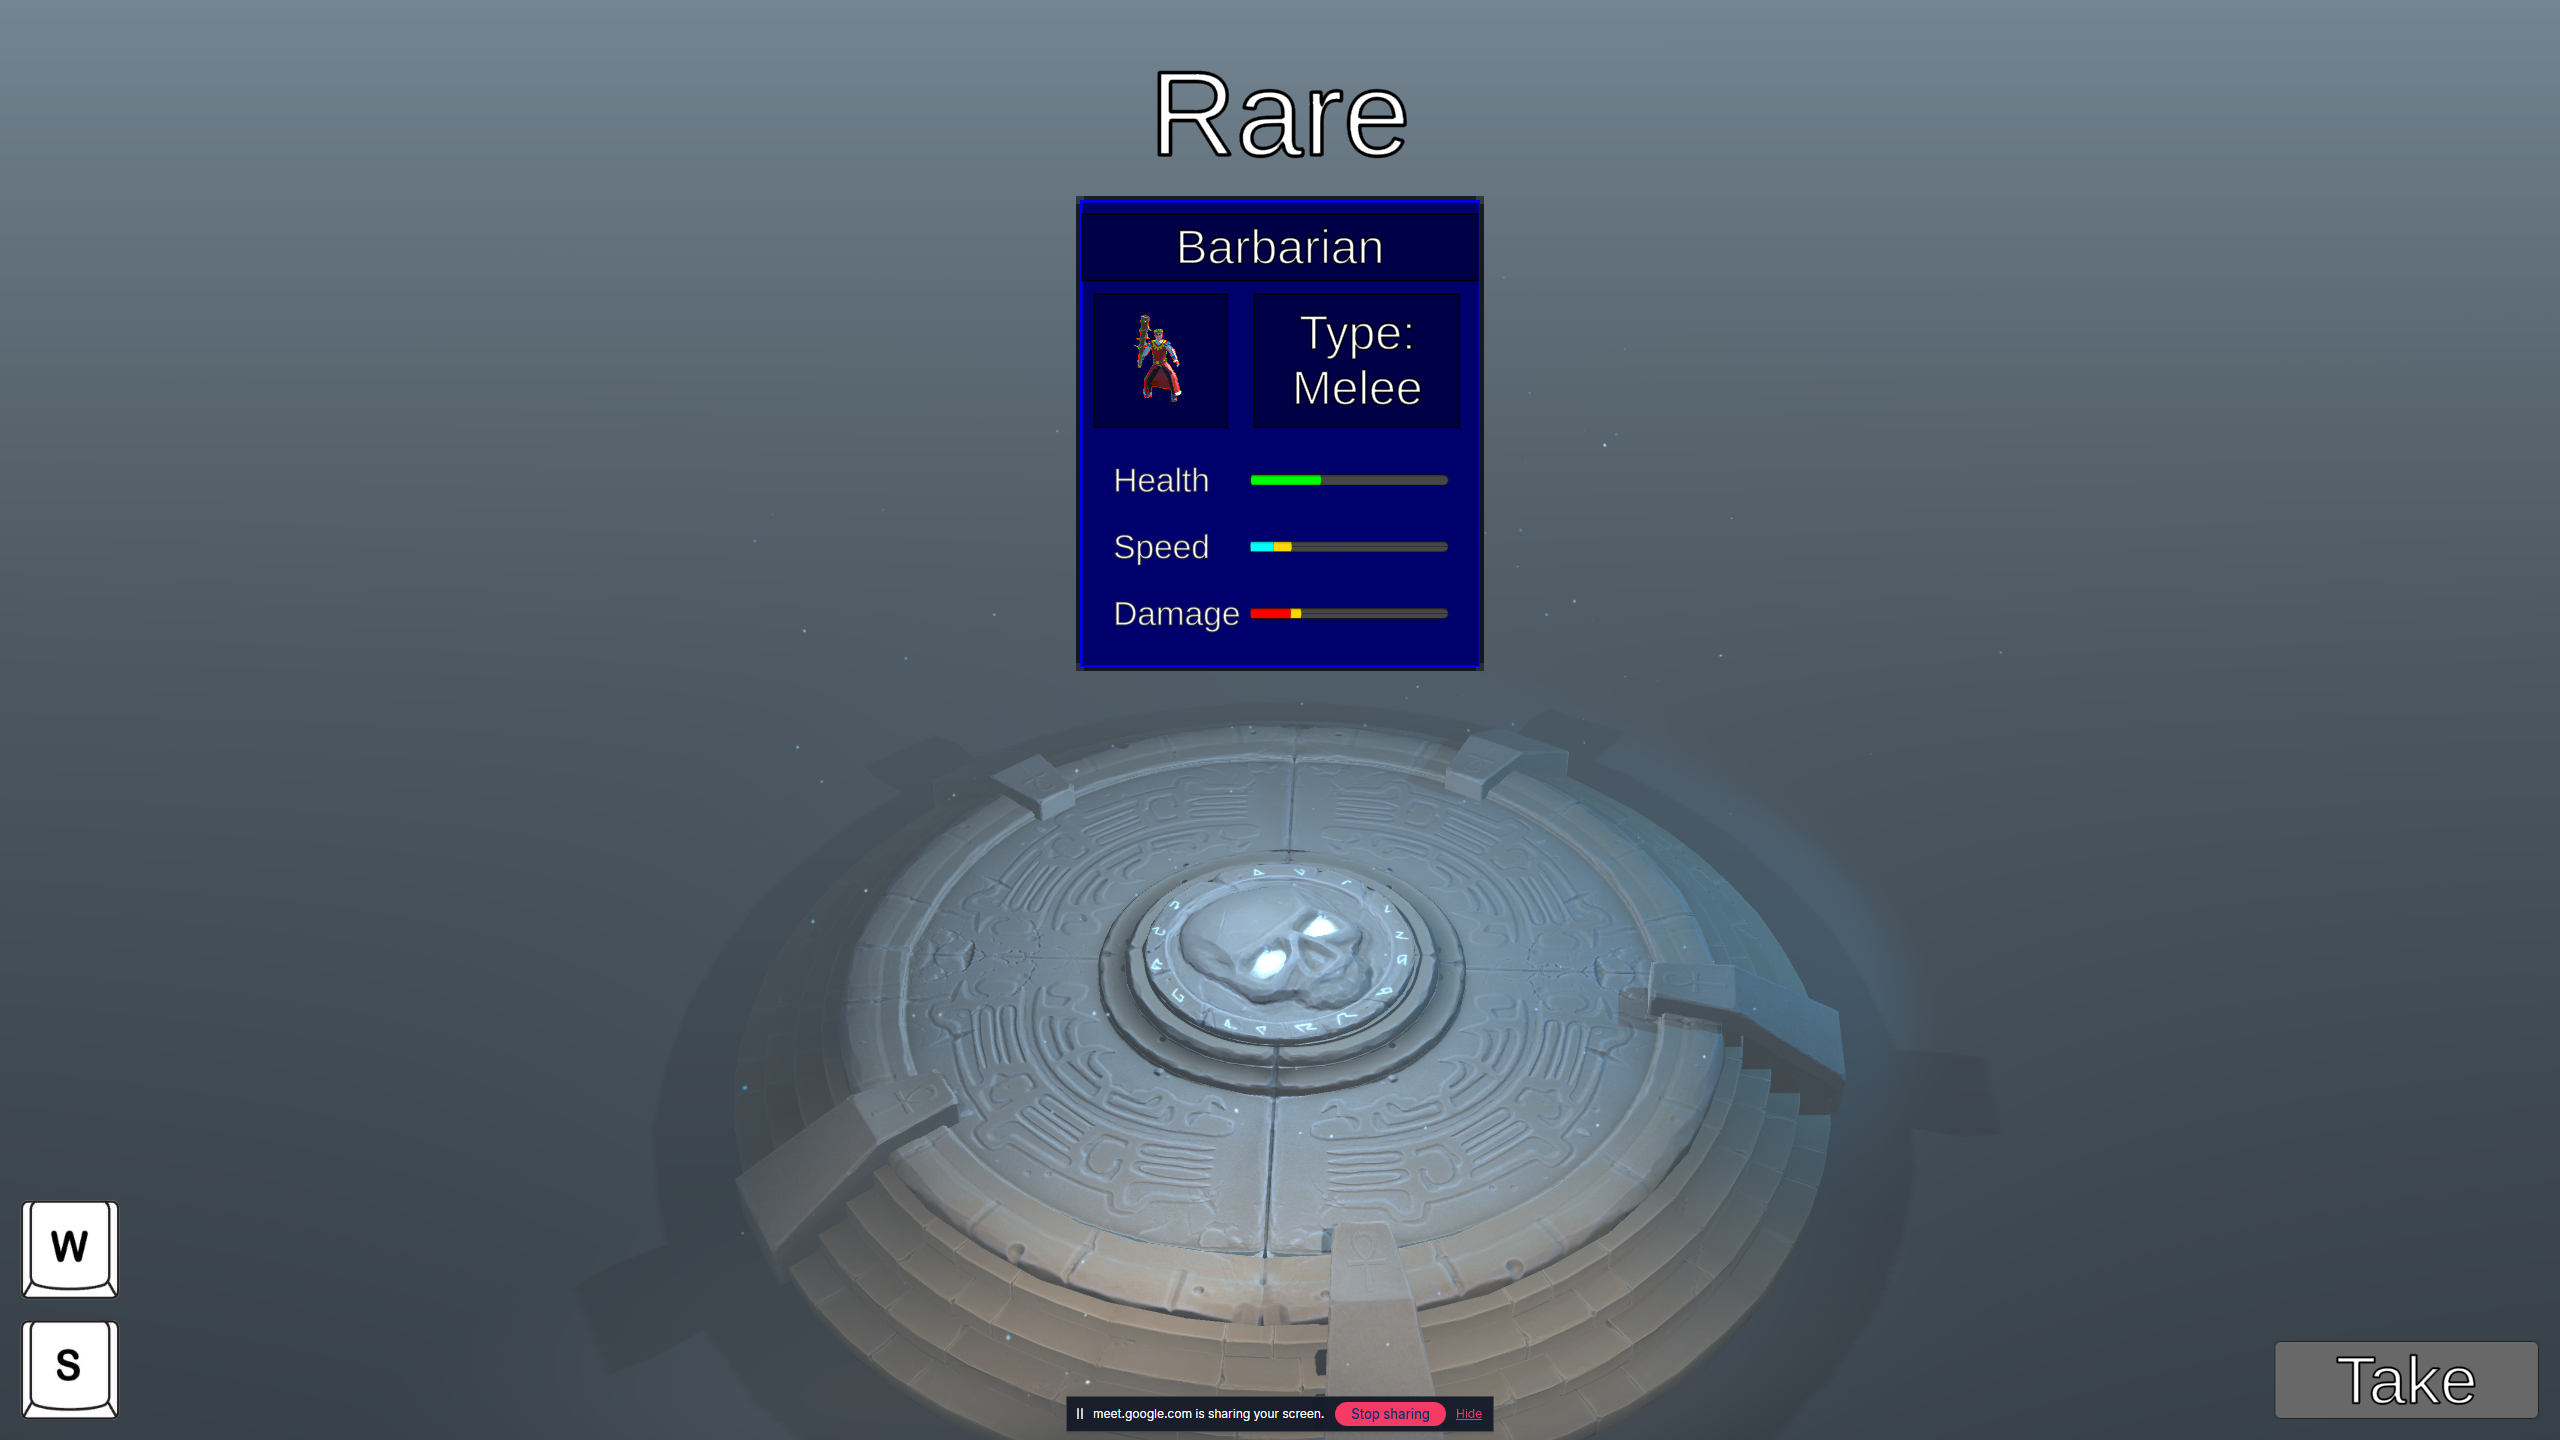 Rare
Barbarian
Type:
Melee
Health
Speed
Damage
W
S
Take
meet.google.com is sharing your screen. Stop sharing Hide